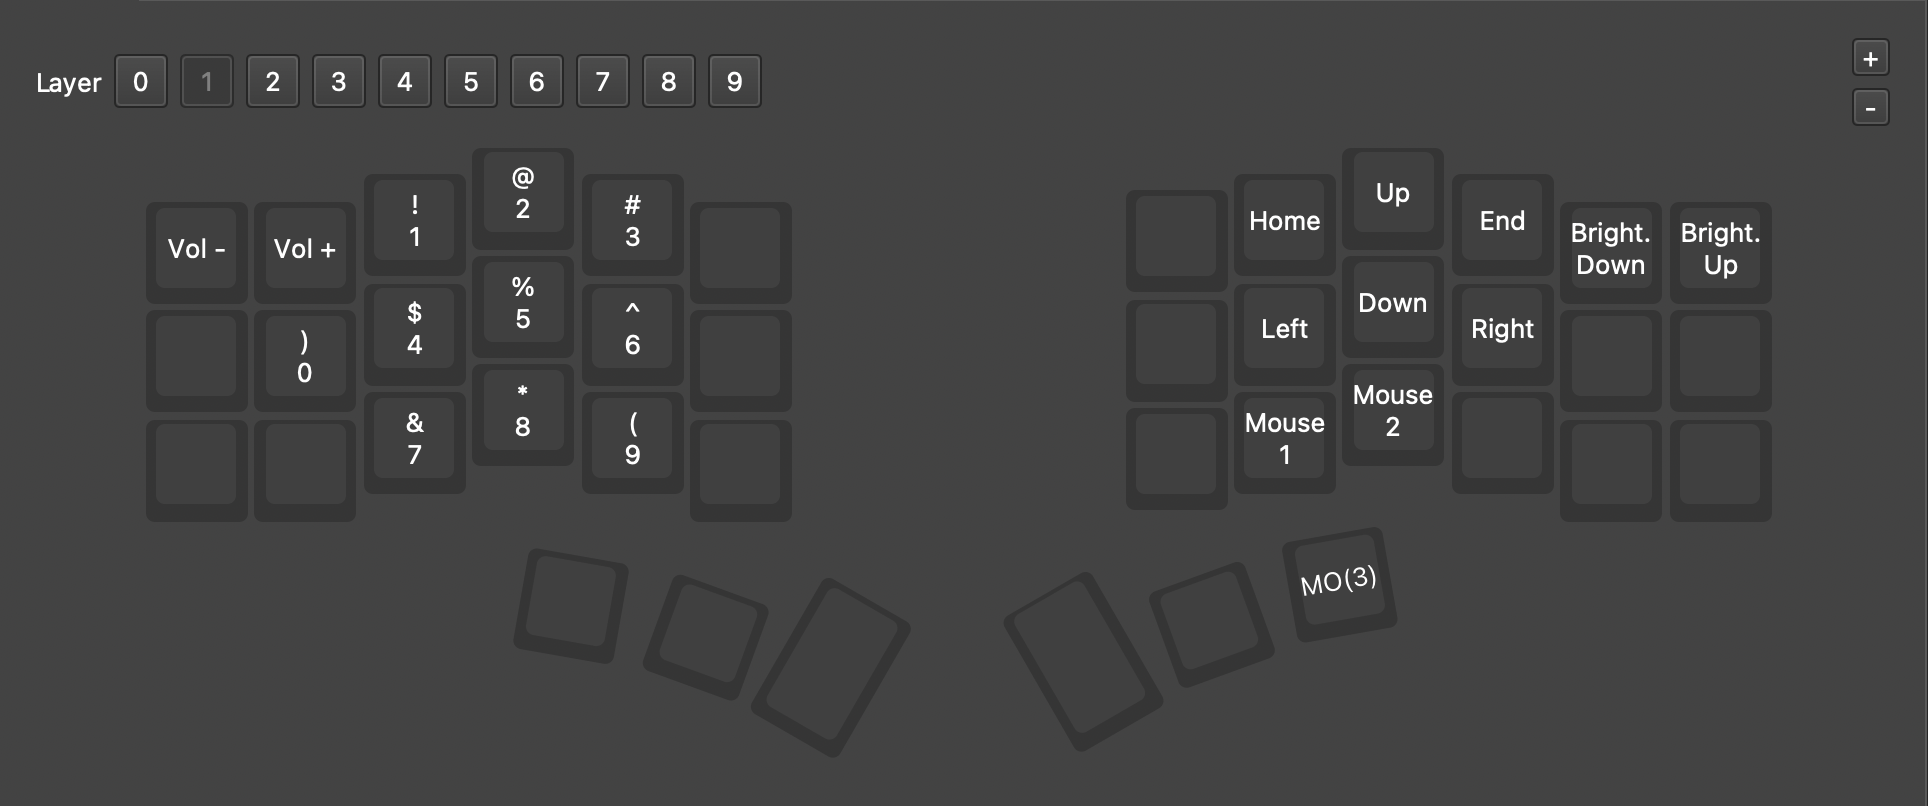 Layer 0 1 2 3 4 5 6 7 8 9
+
-
Vol -
Vol +
!
1
@
2
#
3
Home
Up
End
Bright.
Down
Bright.
Up
)
0
$
4
%
5
^
6
Left
Down
Right
&
7
*
8
(
9
Mouse
1
Mouse
2
MO(3)